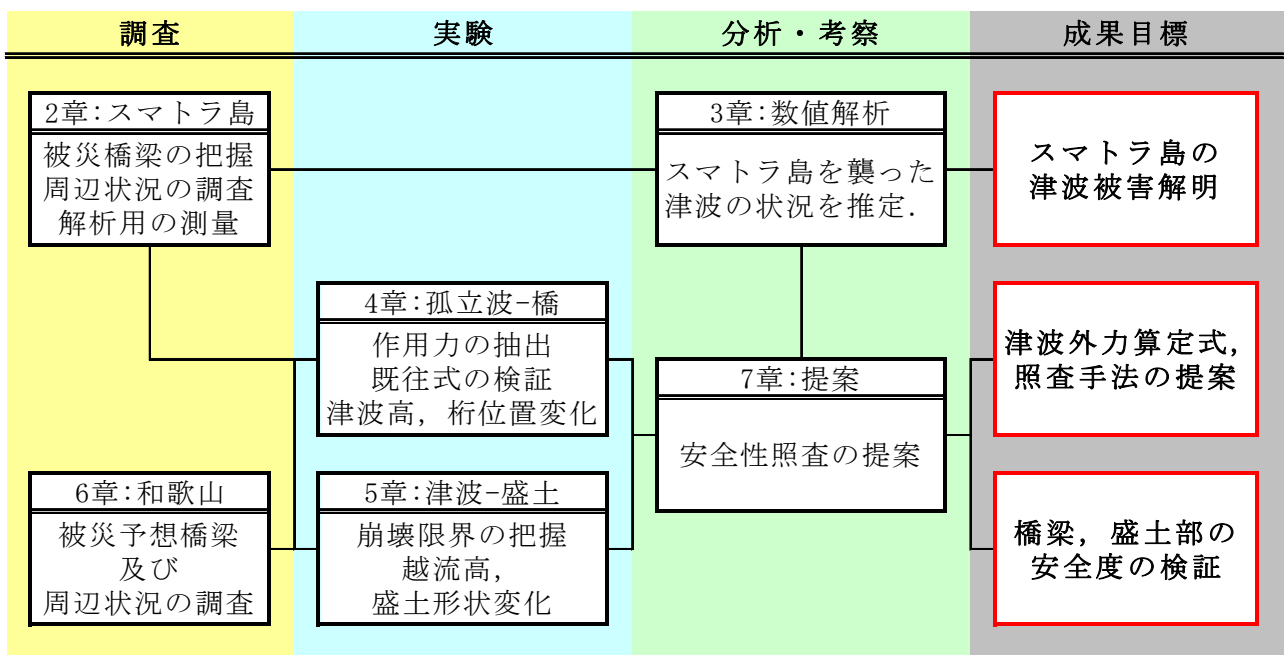 調査
実験
分析・考察
成果目標
2章:スマトラ島
被災橋梁の把握
周辺状況の調査
解析用の測量
3章:数値解析
スマトラ島を襲った
津波の状況を推定.
スマトラ島の
津波被害解明
4章:孤立波-橋
作用力の抽出
既往式の検証
津波高, 桁位置変化
7章:提案
安全性照査の提案
津波外力算定式,
照査手法の提案
6章:和歌山
被災予想橋梁
及び
周辺状況の調査
5章:津波-盛土
崩壊限界の把握
越流高,
盛土形状変化
橋梁, 盛土部の
安全度の検証